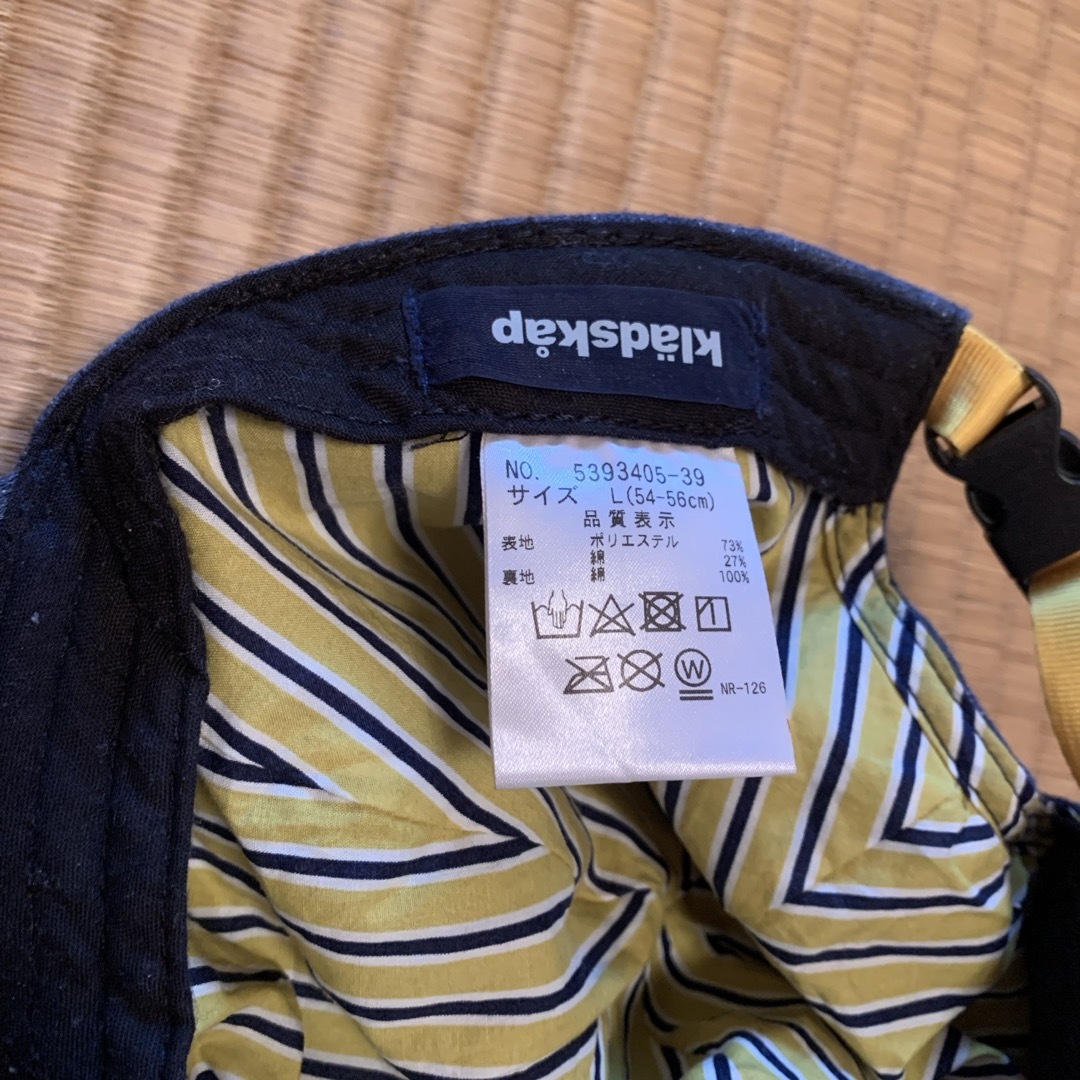 klädskåp
NO. 5393405-39
サイズ L(54-56cm)
品質表示
表地 ポリエステル 73%
綿 27%
裏地 綿 100%
1
W NR-126